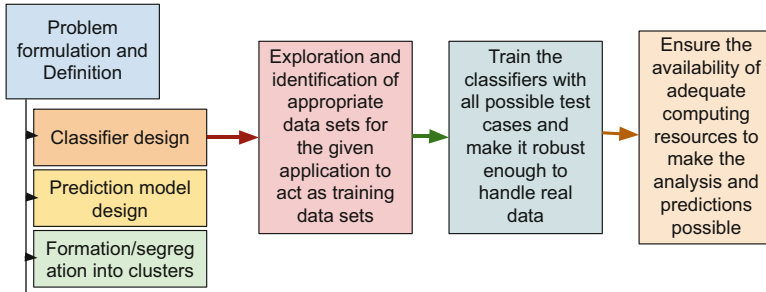 Problem
formulation and
Definition
Classifier design
Prediction model
design
Formation/segreg
ation into clusters
Exploration and
identification of
appropriate
data sets for
the given
application to
act as training
data sets
Train the
classifiers with
all possible test
cases and
make it robust
enough to
handle real
data
Ensure the
availability of
adequate
computing
resources to
make the
analysis and
predictions
possible